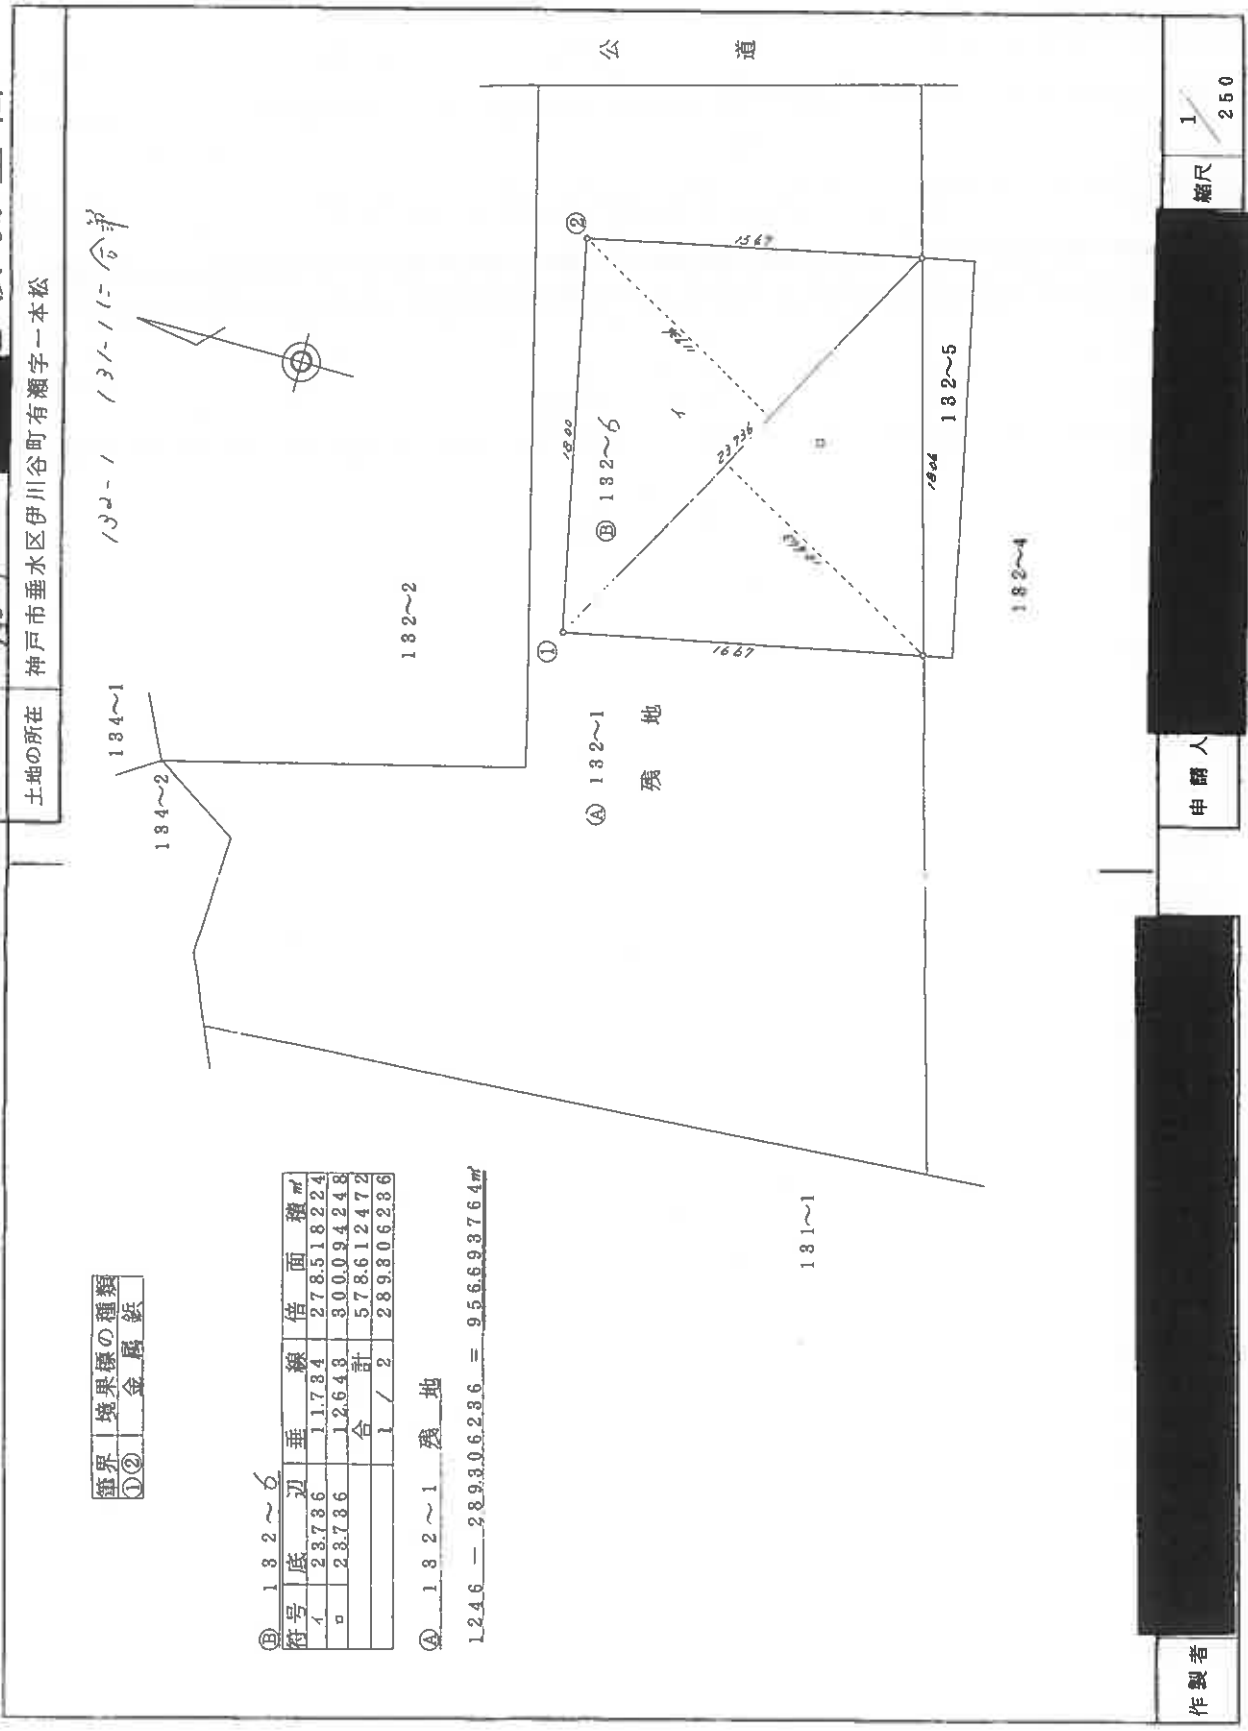 土地の所在 神戸市垂水区伊川谷町有瀬字一本松
132-1 131-1に合筆
134~1
134~2
132~2
公道
①
②
18.00
15.67
16.67
18.06
23.736
イ
ロ
Ⓑ 132~6
132~5
132~4
Ⓐ 132~1
残地
131~1
筆界 境界標の種類
①② 金属鋲
Ⓑ 132~6
符号 底辺 垂線 倍面積㎡
イ 23.736 11.734 278.518224
ロ 23.736 12.643 300.094248
合計 578.612472
1/2 289.306236
Ⓐ 132~1 残地
1,246 - 289.306236 = 956.693764㎡
作製者
申請人
縮尺 1/250